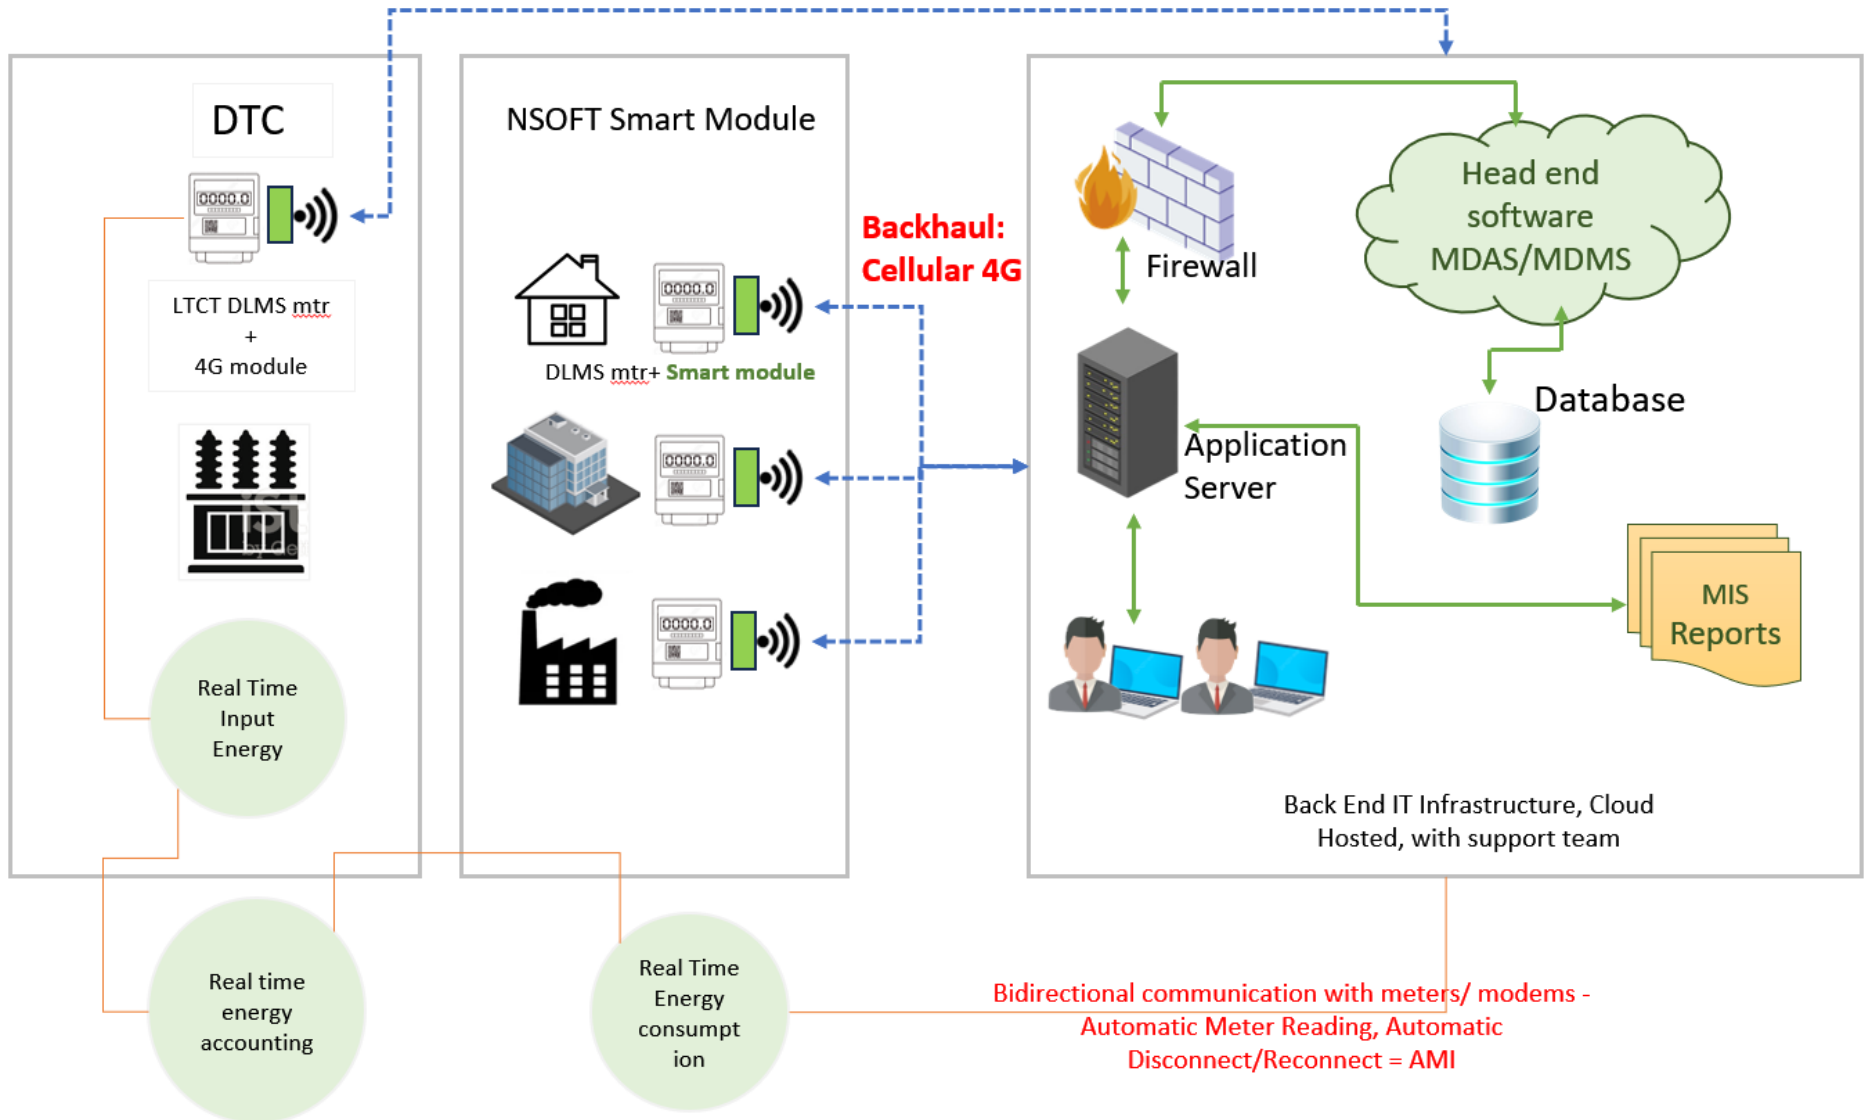 DTC
0000.0
LTCT DLMS mtr
+
4G module
Real Time
Input
Energy
Real time
energy
accounting
NSOFT Smart Module
0000.0
DLMS mtr+ Smart module
0000.0
0000.0
Real Time
Energy
consumpt
ion
Backhaul:
Cellular 4G
Firewall
Head end
software
MDAS/MDMS
Database
Application
Server
MIS
Reports
Back End IT Infrastructure, Cloud
Hosted, with support team
Bidirectional communication with meters/ modems -
Automatic Meter Reading, Automatic
Disconnect/Reconnect = AMI